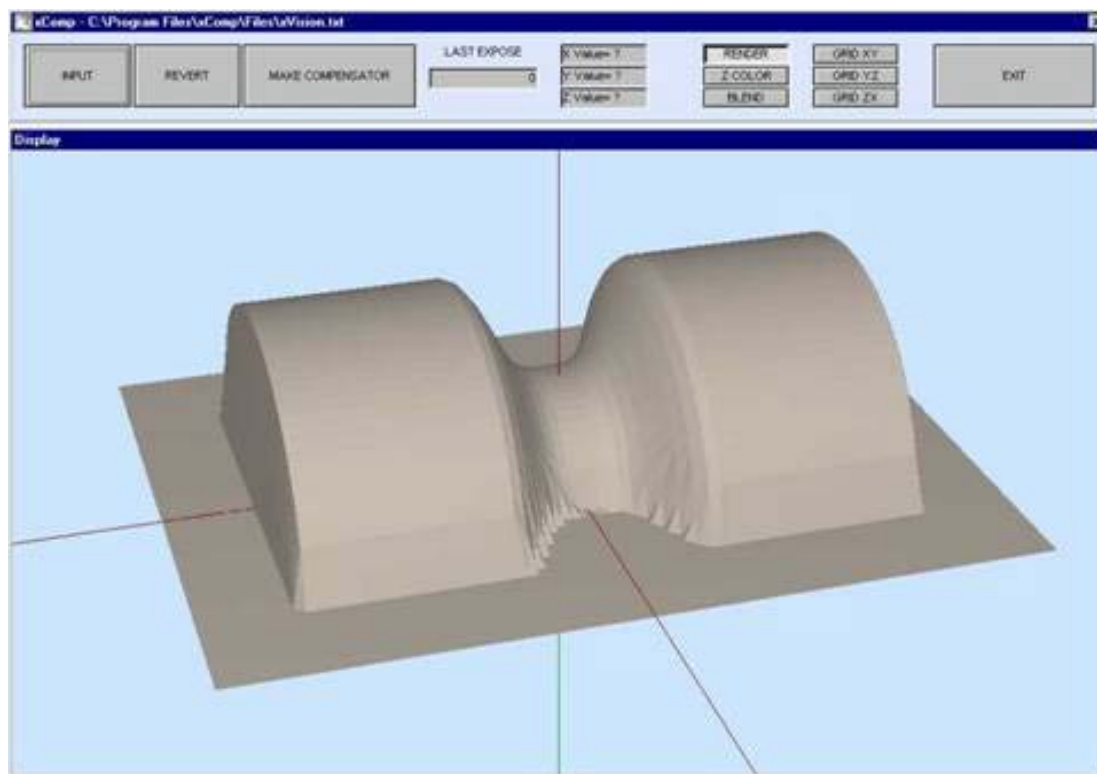 xComp - C:\Program Files\xComp\Files\xVision.txt
INPUT
REVERT
MAKE COMPENSATOR
LAST EXPOSE
0
X Value= ?
Y Value= ?
Z Value= ?
RENDER
Z COLOR
BLEND
GRID XY
GRID YZ
GRID ZX
EXIT
Display